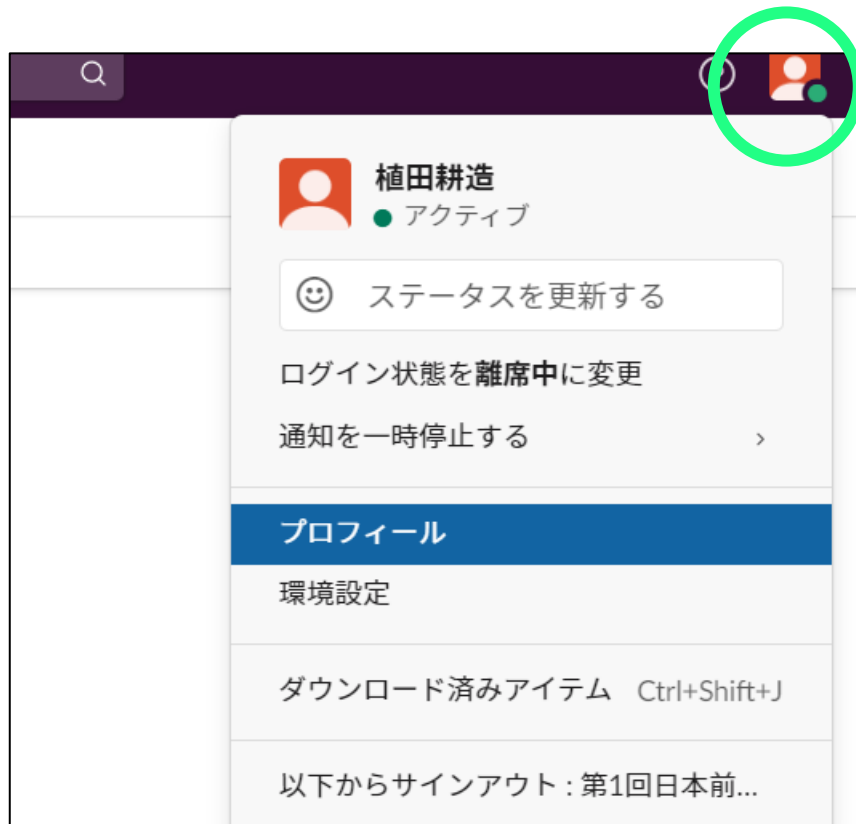 植田耕造
アクティブ
ステータスを更新する
ログイン状態を離席中に変更
通知を一時停止する
プロフィール
環境設定
ダウンロード済みアイテム Ctrl+Shift+J
以下からサインアウト : 第1回日本前...